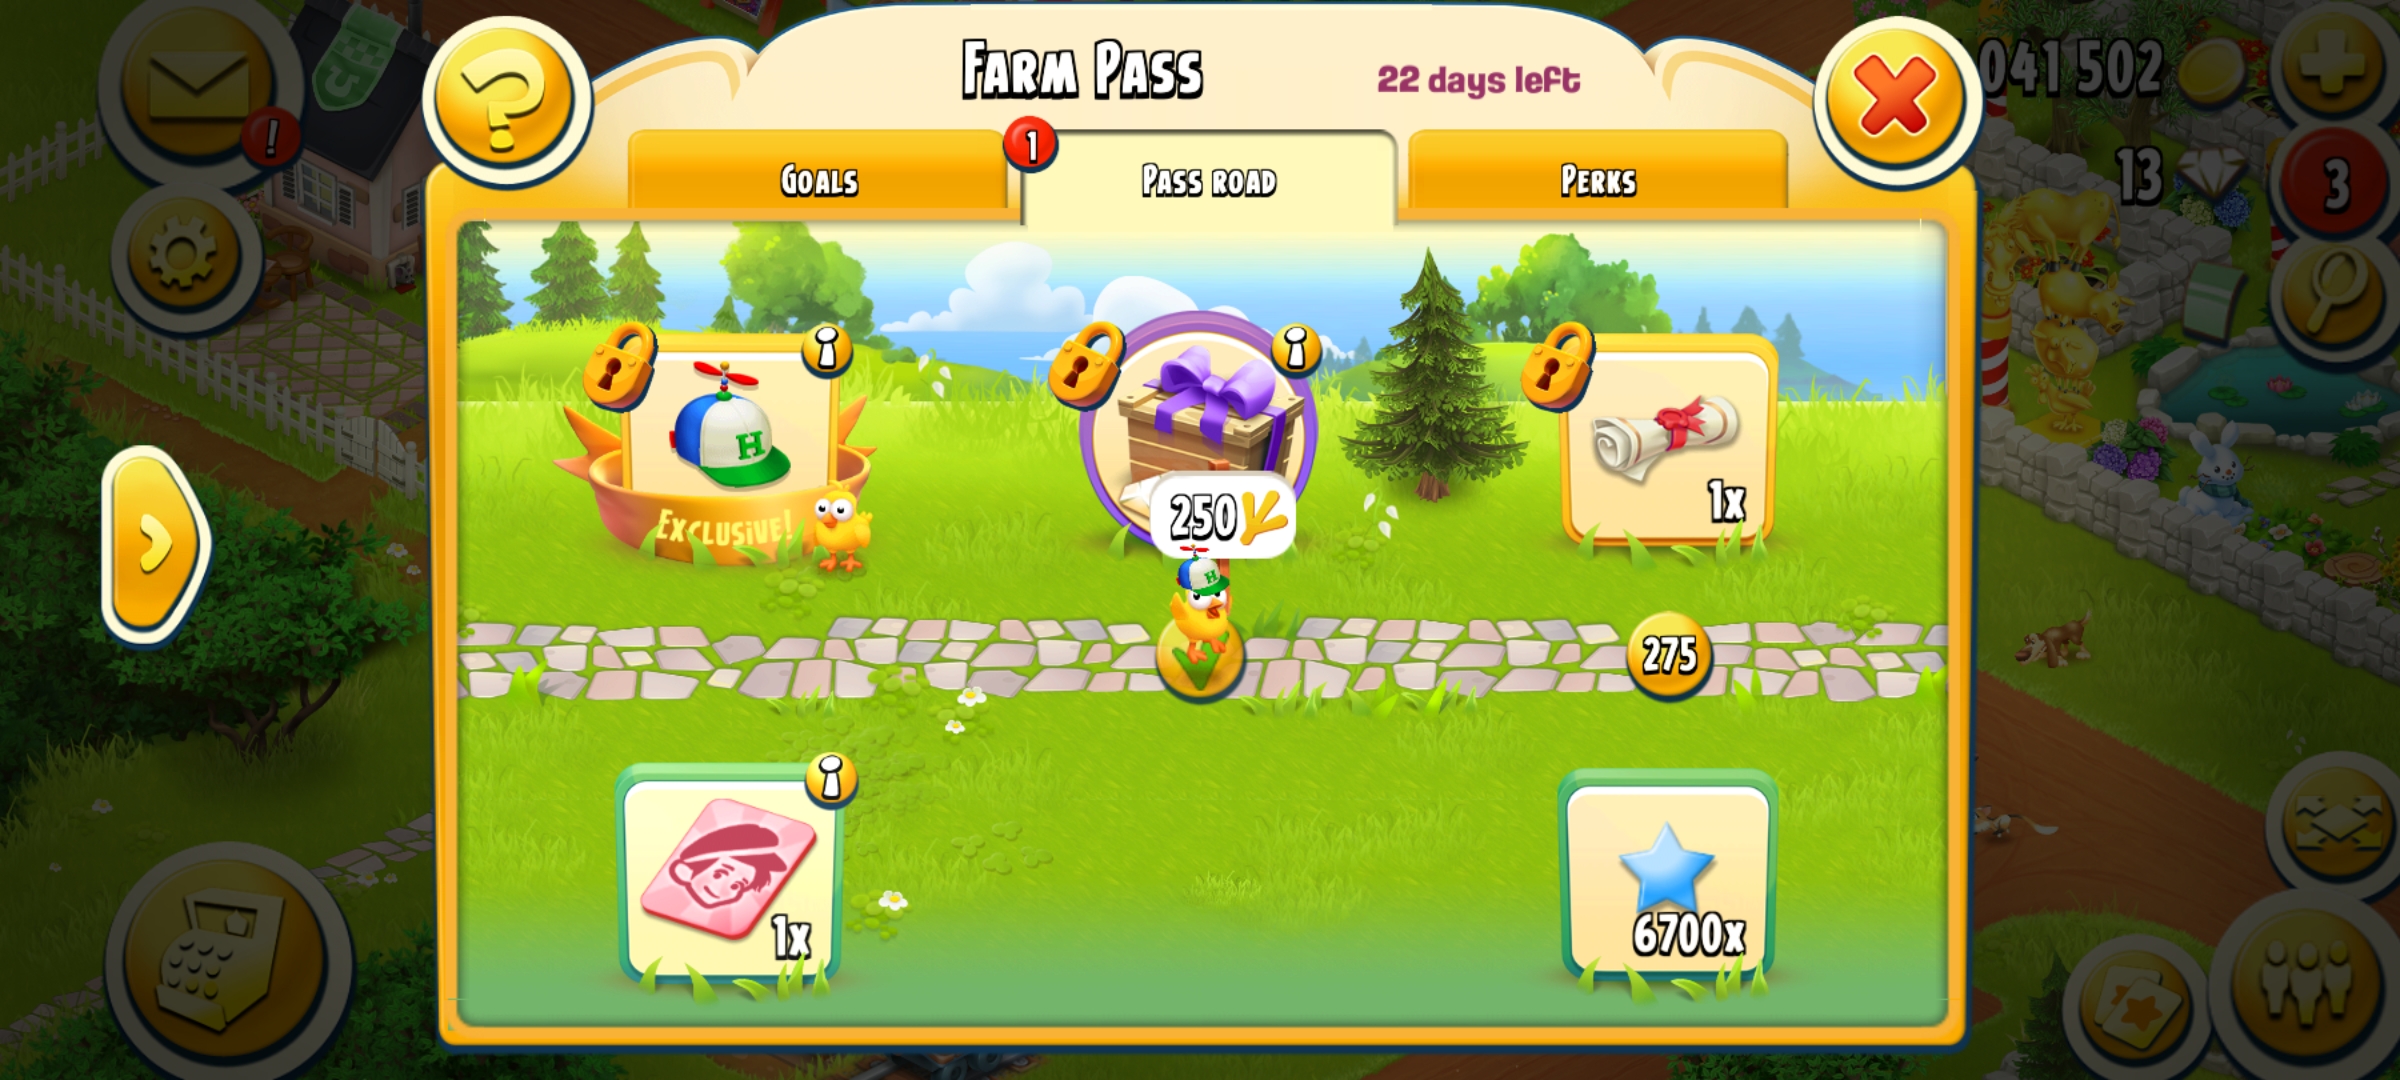 FARM PASS
22 days left
041 502
13
!
3
GOALS
1
PASS ROAD
PERKS
H
EXCLUSIVE!
250
1x
H
275
1x
6700x